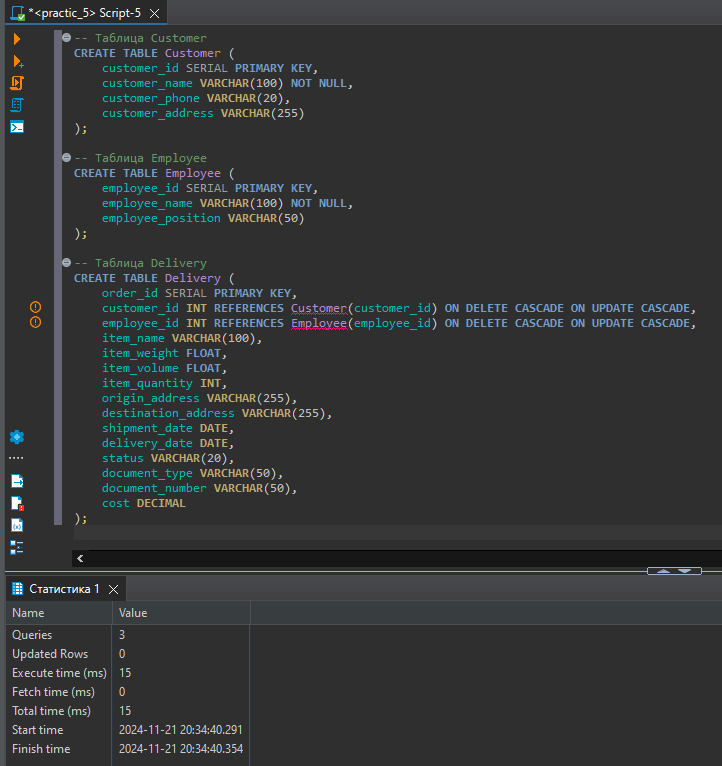 *<practic_5> Script-5
-- Таблица Customer
CREATE TABLE Customer (
    customer_id SERIAL PRIMARY KEY,
    customer_name VARCHAR(100) NOT NULL,
    customer_phone VARCHAR(20),
    customer_address VARCHAR(255)
);
-- Таблица Employee
CREATE TABLE Employee (
    employee_id SERIAL PRIMARY KEY,
    employee_name VARCHAR(100) NOT NULL,
    employee_position VARCHAR(50)
);
-- Таблица Delivery
CREATE TABLE Delivery (
    order_id SERIAL PRIMARY KEY,
    customer_id INT REFERENCES Customer(customer_id) ON DELETE CASCADE ON UPDATE CASCADE,
    employee_id INT REFERENCES Employee(employee_id) ON DELETE CASCADE ON UPDATE CASCADE,
    item_name VARCHAR(100),
    item_weight FLOAT,
    item_volume FLOAT,
    item_quantity INT,
    origin_address VARCHAR(255),
    destination_address VARCHAR(255),
    shipment_date DATE,
    delivery_date DATE,
    status VARCHAR(20),
    document_type VARCHAR(50),
    document_number VARCHAR(50),
    cost DECIMAL
);
Статистика 1
Name Value
Queries 3
Updated Rows 0
Execute time (ms) 15
Fetch time (ms) 0
Total time (ms) 15
Start time 2024-11-21 20:34:40.291
Finish time 2024-11-21 20:34:40.354